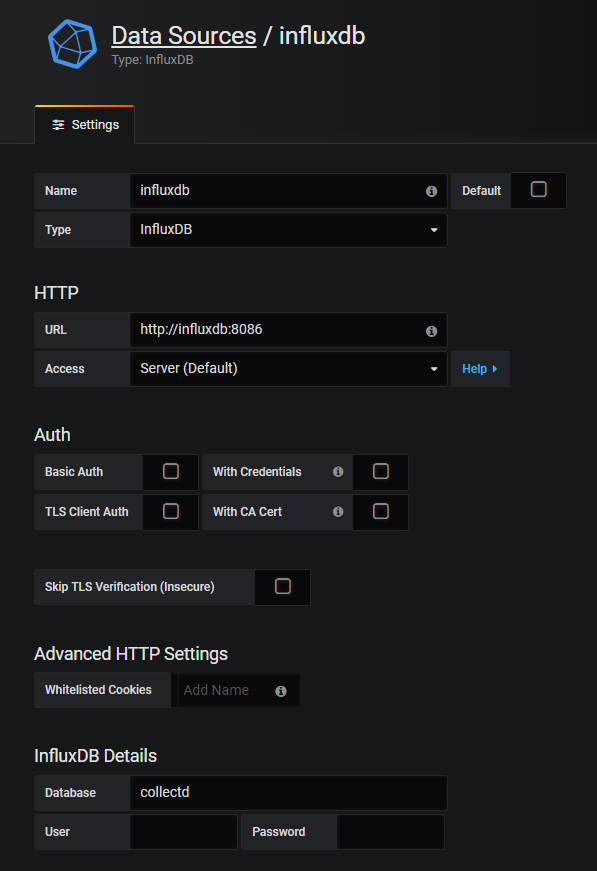 Data Sources / influxdb
Type: InfluxDB
Settings
Name influxdb Default
Type InfluxDB
HTTP
URL http://influxdb:8086
Access Server (Default) Help
Auth
Basic Auth With Credentials
TLS Client Auth With CA Cert
Skip TLS Verification (Insecure)
Advanced HTTP Settings
Whitelisted Cookies Add Name
InfluxDB Details
Database collectd
User Password